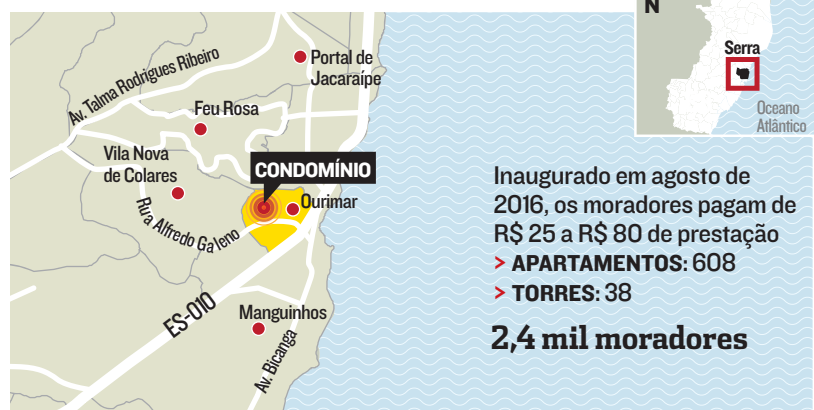 N
Serra
Oceano
Atlântico
Portal de
Jacaraípe
Av. Talma Rodrigues Ribeiro
Feu Rosa
Vila Nova
de Colares
CONDOMÍNIO
Ourimar
Rua Alfredo Galeno
ES-010
Manguinhos
Av. Bicanga
Inaugurado em agosto de
2016, os moradores pagam de
R$ 25 a R$ 80 de prestação
> APARTAMENTOS: 608
> TORRES: 38
2,4 mil moradores